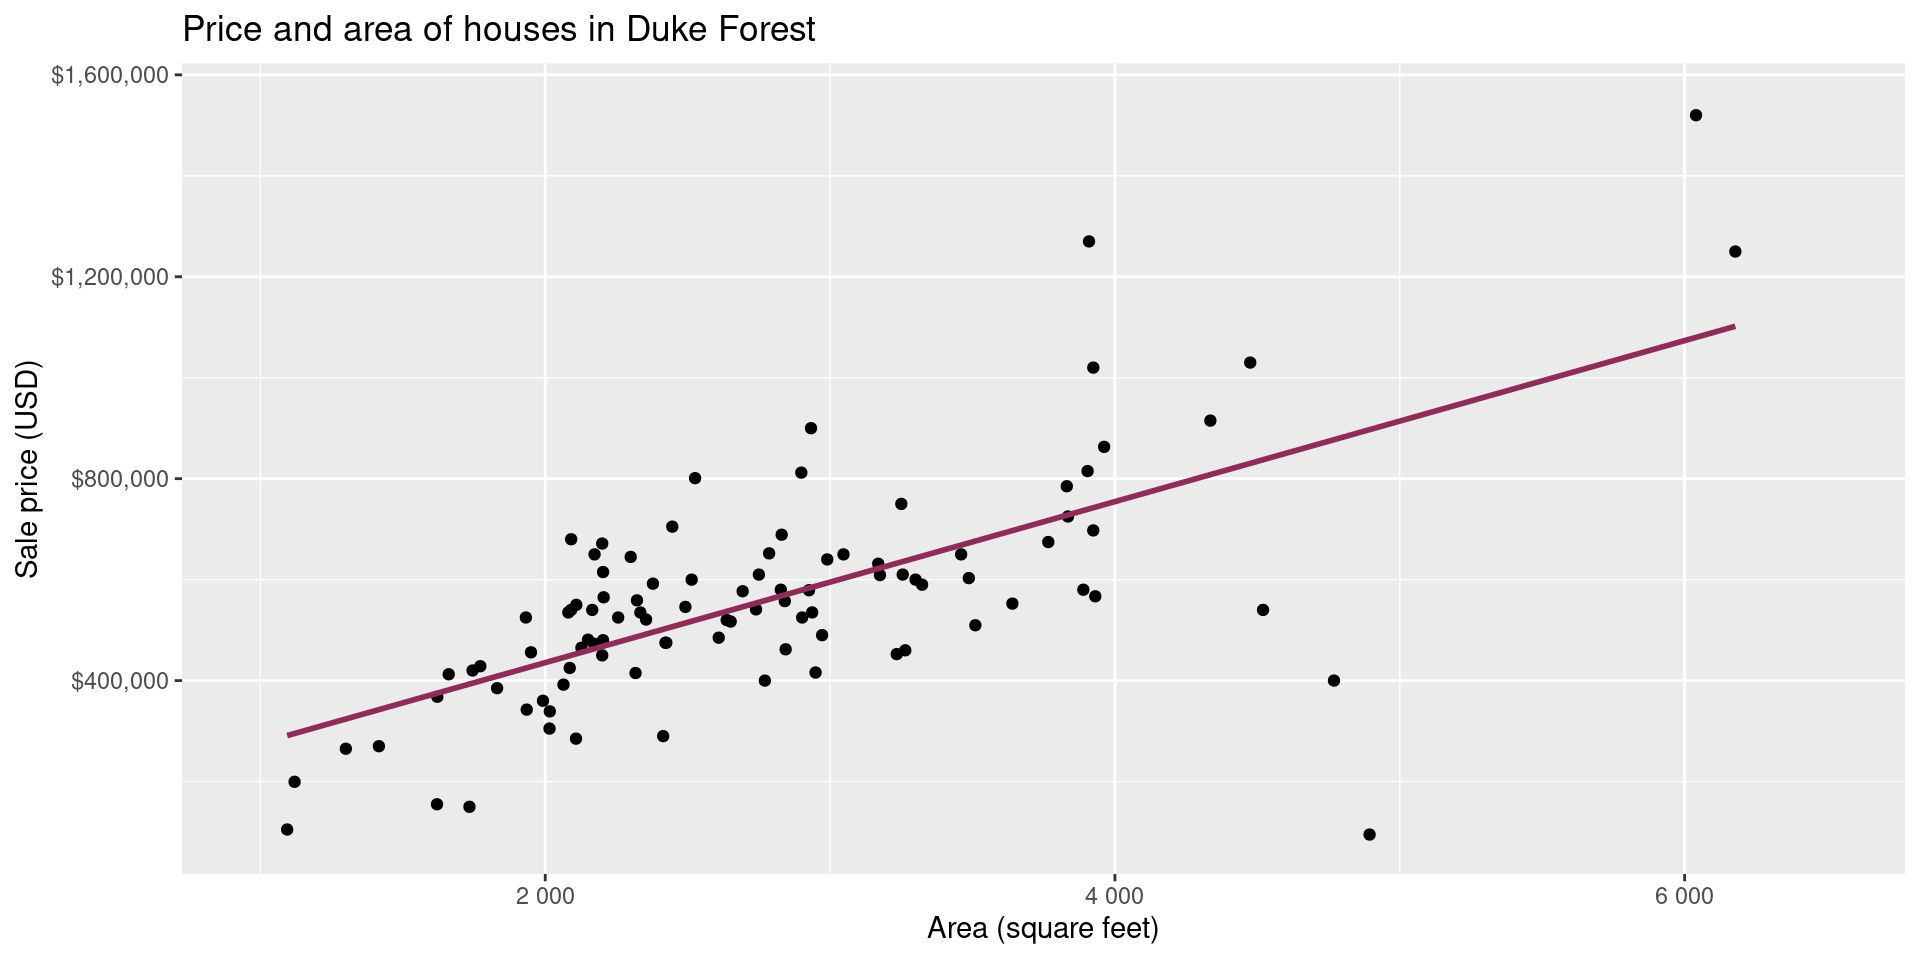 Price and area of houses in Duke Forest
$1,600,000
$1,200,000
$800,000
$400,000
Sale price (USD)
2 000
4 000
6 000
Area (square feet)